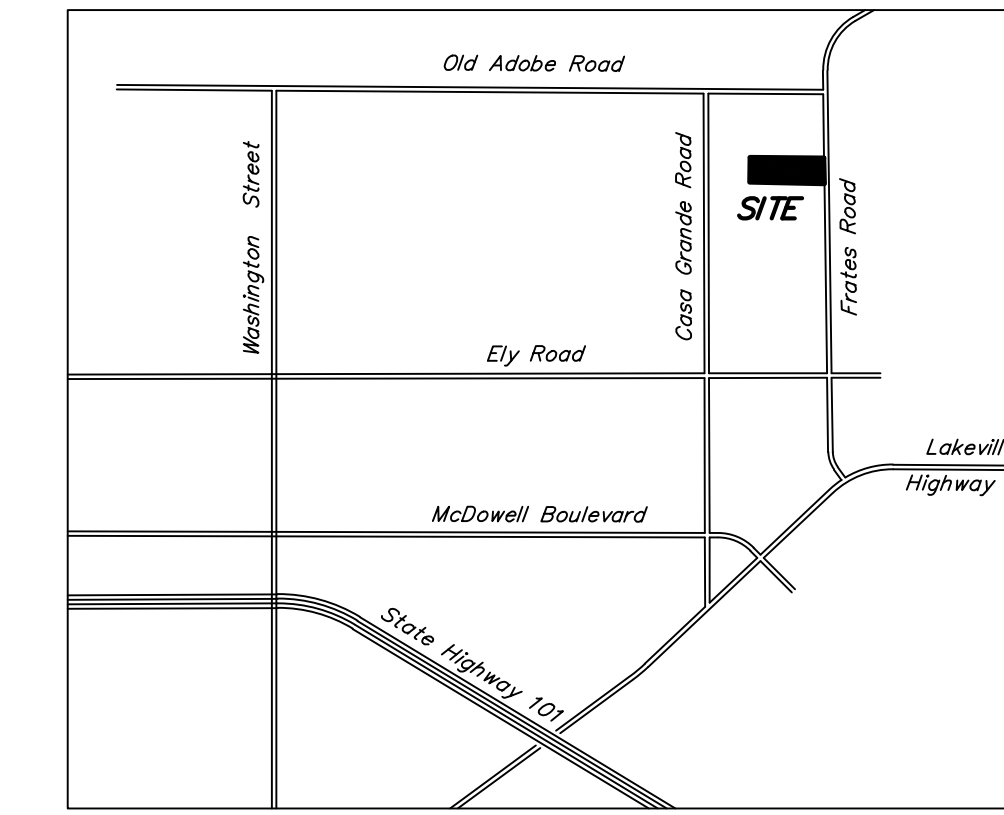 Old Adobe Road
Washington Street
Casa Grande Road
SITE
Frates Road
Ely Road
Lakevill
Highway
McDowell Boulevard
State Highway 101